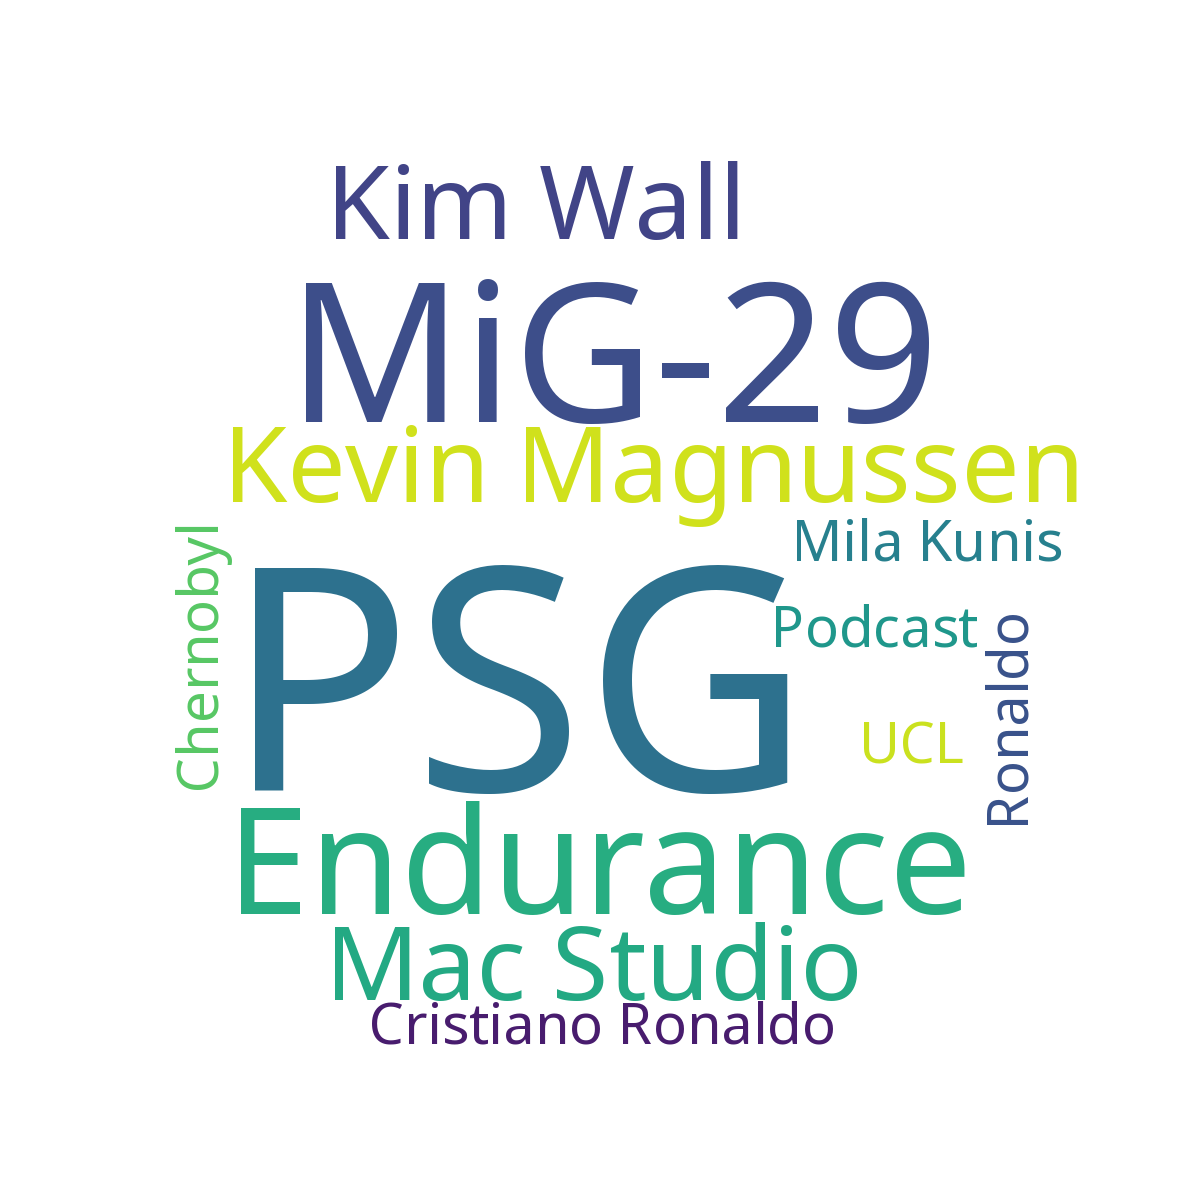 Kim Wall
MiG-29
Kevin Magnussen
Mila Kunis
Chernobyl
PSG
Podcast
Ronaldo
UCL
Endurance
Mac Studio
Cristiano Ronaldo